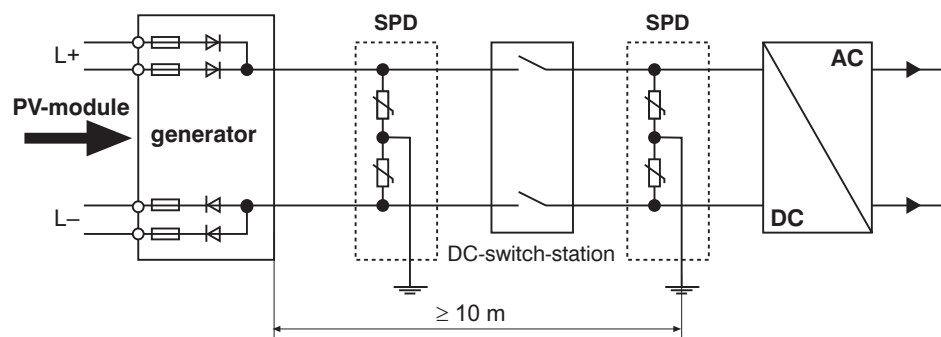 SPD
SPD
L+
AC
PV-module
generator
L–
DC
DC-switch-station
≥ 10 m